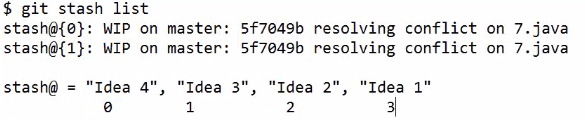 $ git stash list
stash@{0}: WIP on master: 5f7049b resolving conflict on 7.java
stash@{1}: WIP on master: 5f7049b resolving conflict on 7.java
stash@ = "Idea 4", "Idea 3", "Idea 2", "Idea 1"
0 1 2 3